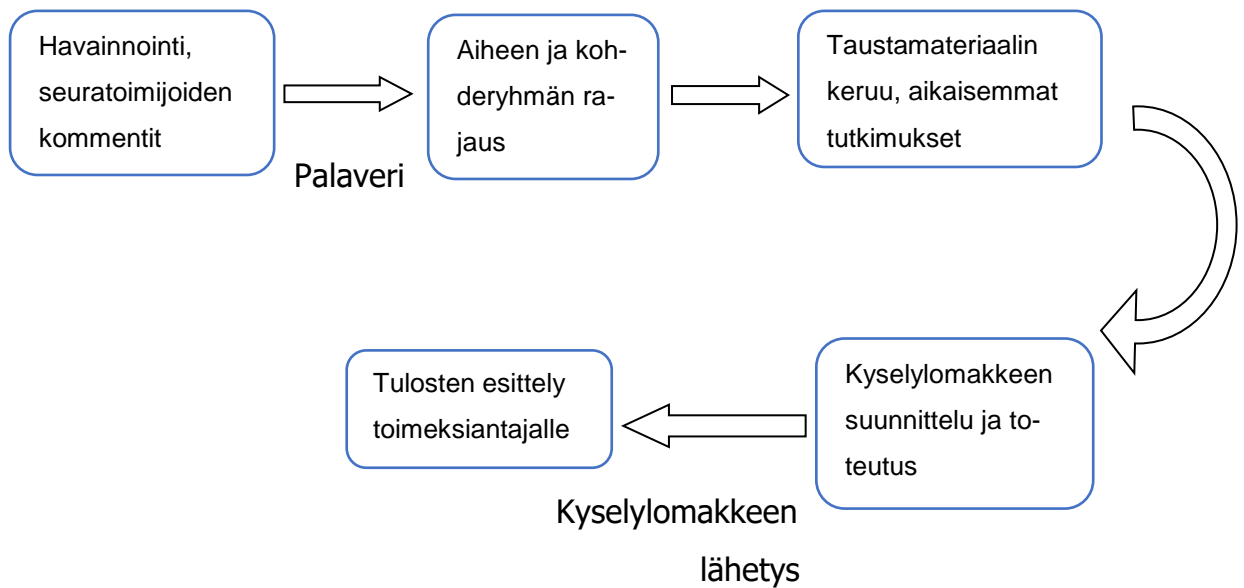 Havainnointi,
seuratoimijoiden
kommentit
Palaveri
Aiheen ja koh-
deryhmän ra-
jaus
Taustamateriaalin
keruu, aikaisemmat
tutkimukset
Kyselylomakkeen
suunnittelu ja to-
teutus
Kyselylomakkeen
lähetys
Tulosten esittely
toimeksiantajalle